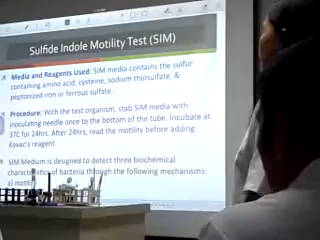 Sulfide Indole Motility Test (SIM)
Media and Reagents Used: SIM media contains the sulfur
containing amino acid, cysteine, sodium thiosulfate, &
peptonized iron or ferrous sulfate.
Procedure: With the test organism, stab SIM media with
inoculating needle once to the bottom of the tube. Incubate at
37C for 24hrs. After 24hrs, read the motility before adding
Kovac's reagent.
SIM Medium is designed to detect three biochemical
characteristics of bacteria through the following mechanisms:
a) motility